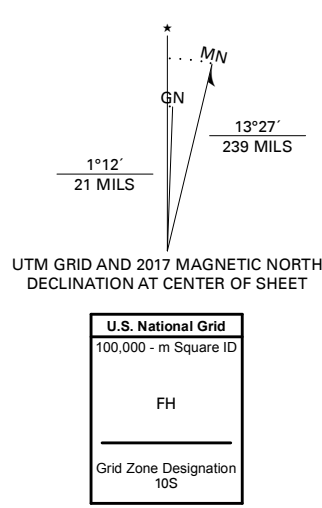 ★
MN
GN
13°27´
239 MILS
1°12´
21 MILS
UTM GRID AND 2017 MAGNETIC NORTH
DECLINATION AT CENTER OF SHEET
U.S. National Grid
100,000 - m Square ID
FH
Grid Zone Designation
10S